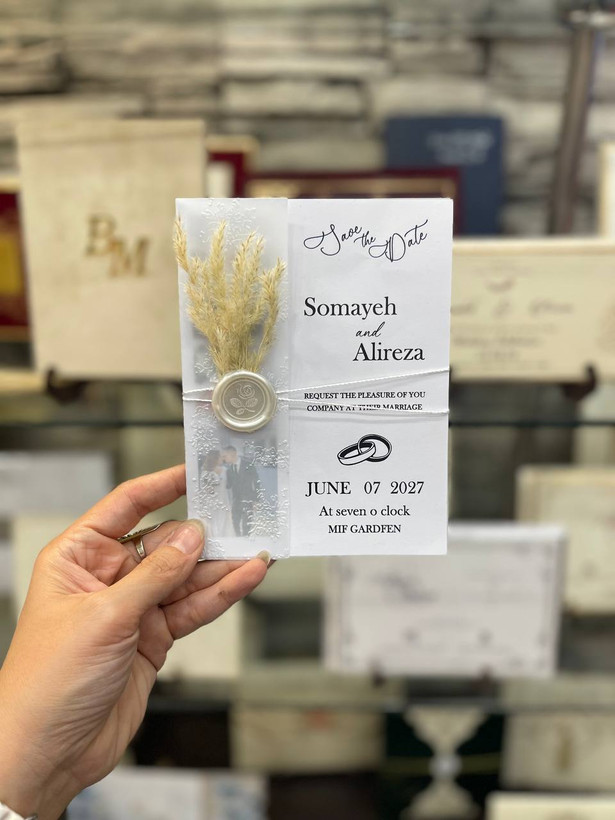 BM
Save the Date
Somayeh
and
Alireza
REQUEST THE PLEASURE OF YOU
COMPANY AT THEIR MARRIAGE
JUNE 07 2027
At seven o clock
MIF GARDFEN